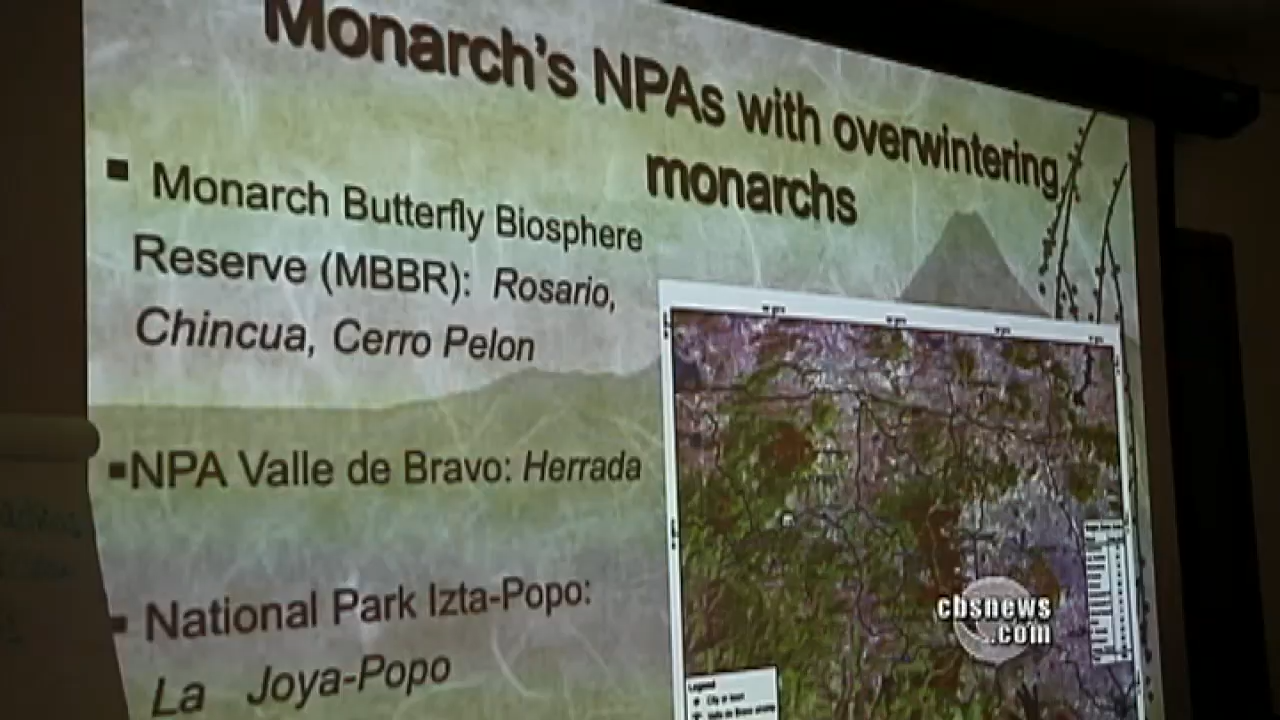 Monarch's NPAs with overwintering
monarchs
▪ Monarch Butterfly Biosphere
Reserve (MBBR): Rosario,
Chincua, Cerro Pelon
▪NPA Valle de Bravo: Herrada
▪ National Park Izta-Popo:
La Joya-Popo
cbsnews
.com
Legend